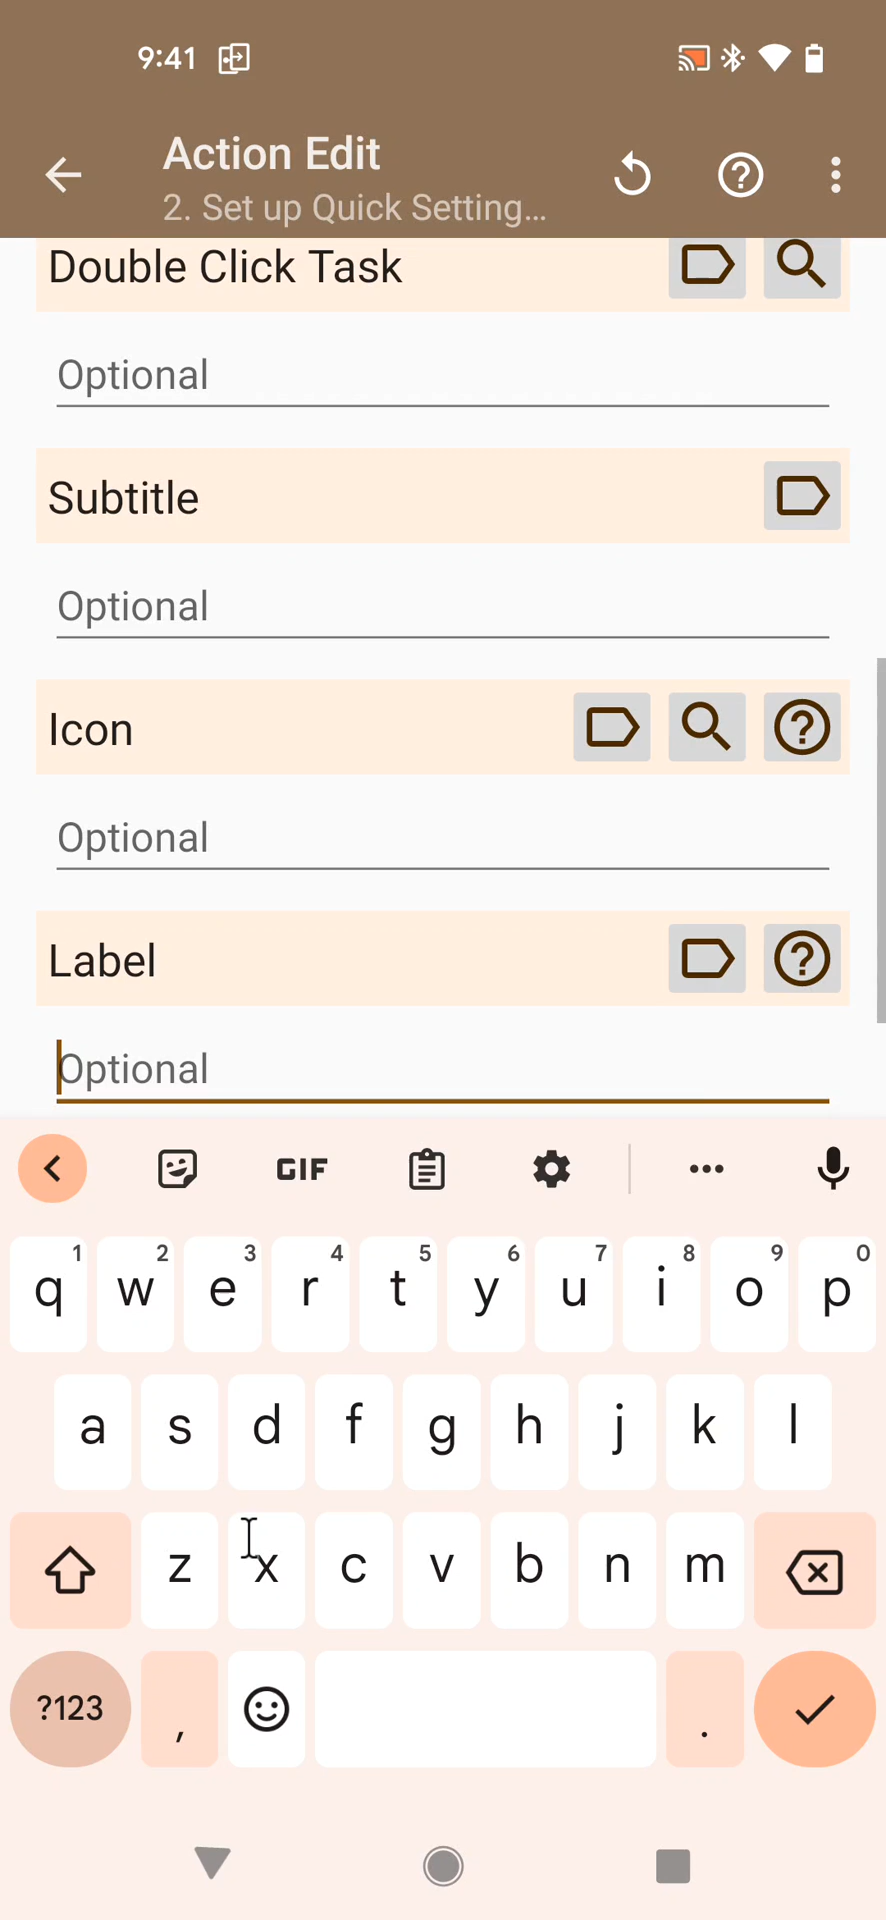 9:41
Action Edit
2. Set up Quick Setting...
Double Click Task
Optional
Subtitle
Optional
Icon
Optional
Label
Optional
GIF
q1 w2 e3 r4 t5 y6 u7 i8 o9 p0
a s d f g h j k l
z x c v b n m
?123 , .